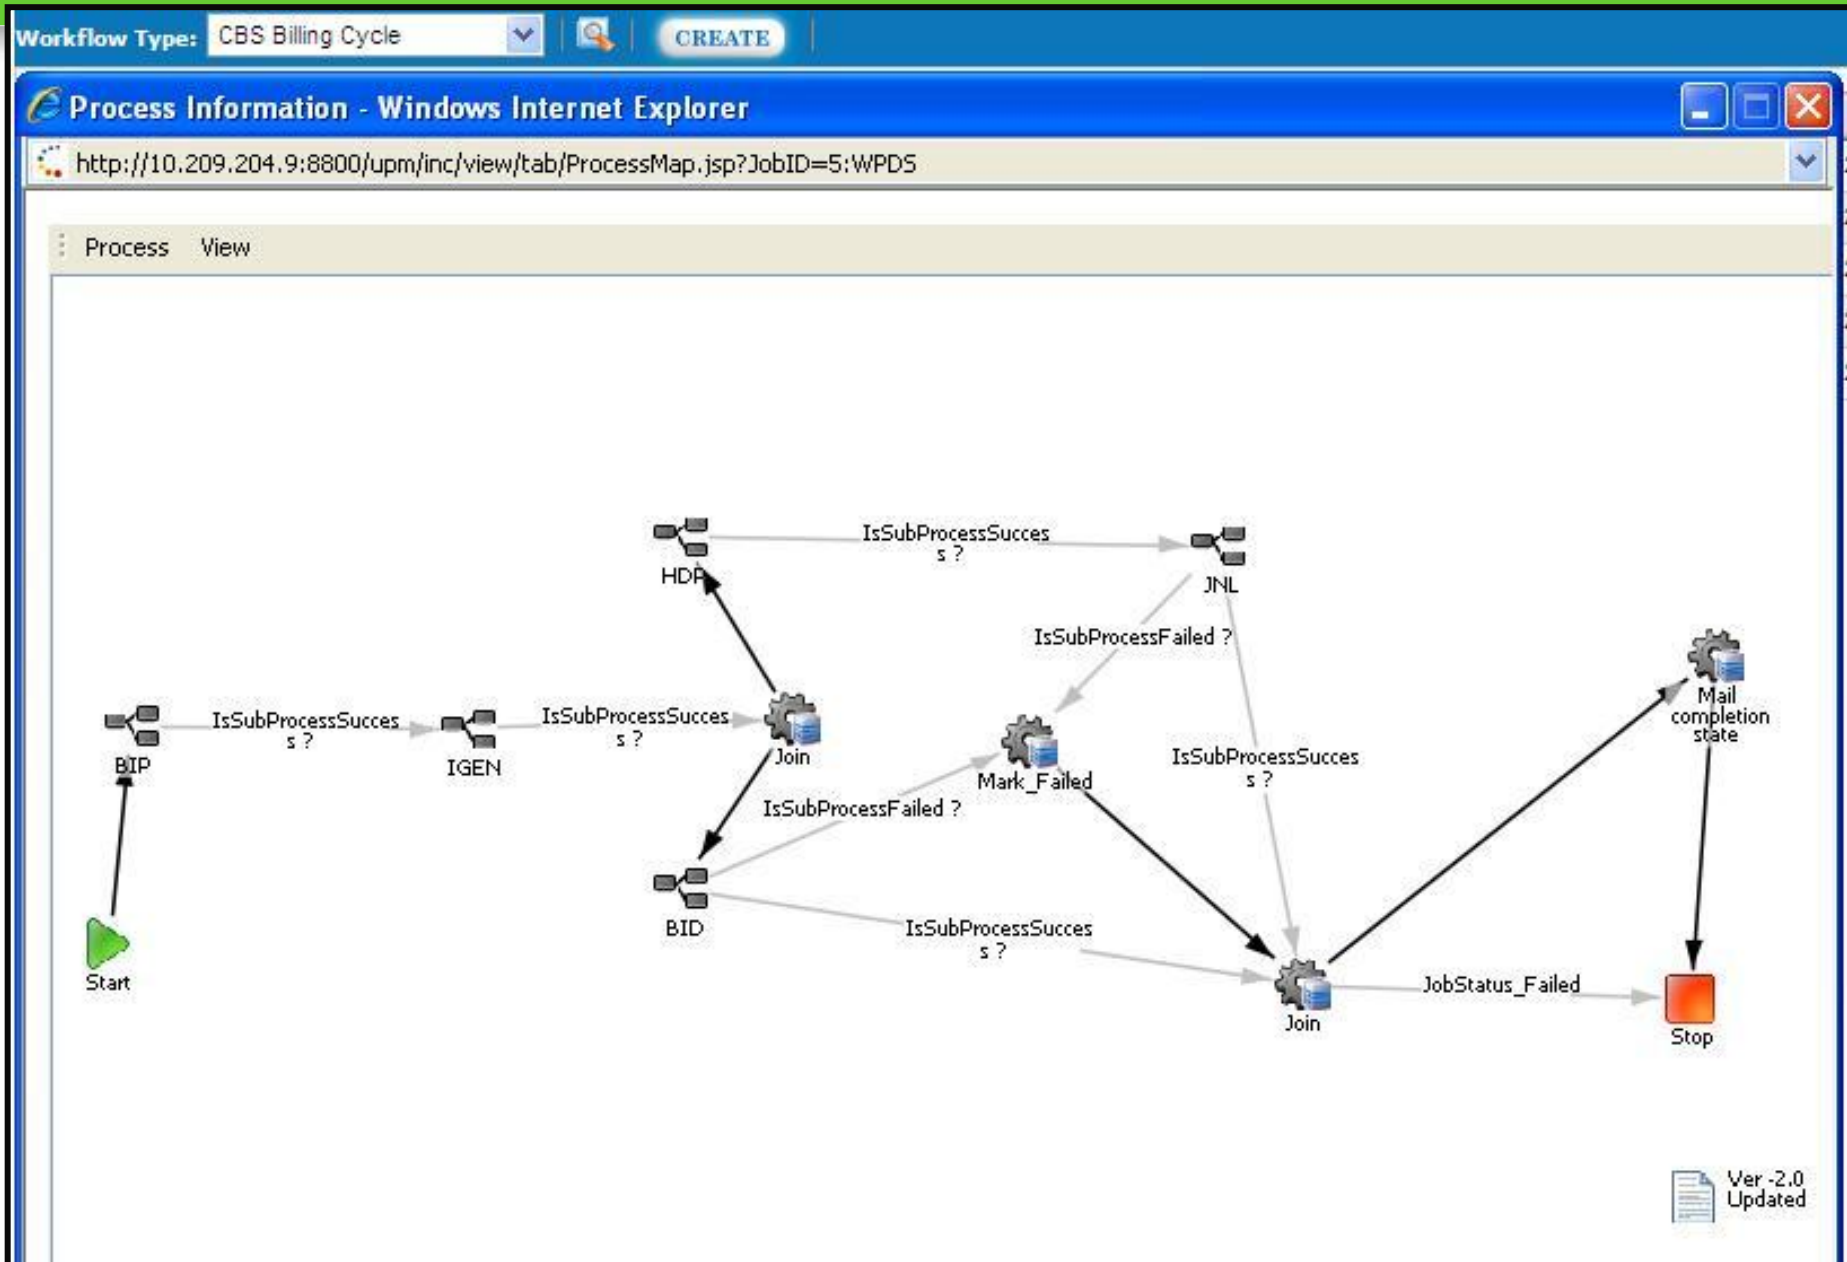 Workflow Type: CBS Billing Cycle CREATE
Process Information - Windows Internet Explorer
http://10.209.204.9:8800/upm/inc/view/tab/ProcessMap.jsp?JobID=5:WPDS
Process View
IsSubProcessSucces
s ?
HDP
JNL
IsSubProcessFailed ?
Mail
completion
state
IsSubProcessSucces
s ?
BIP
IGEN
IsSubProcessSucces
s ?
Join
Mark_Failed
IsSubProcessSucces
s ?
IsSubProcessFailed ?
BID
IsSubProcessSucces
s ?
Start
Join
JobStatus_Failed
Stop
Ver -2.0
Updated